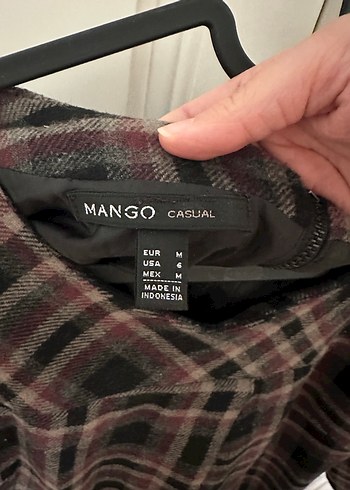 MANGO CASUAL
EUR M
USA 6
MEX M
MADE IN
INDONESIA